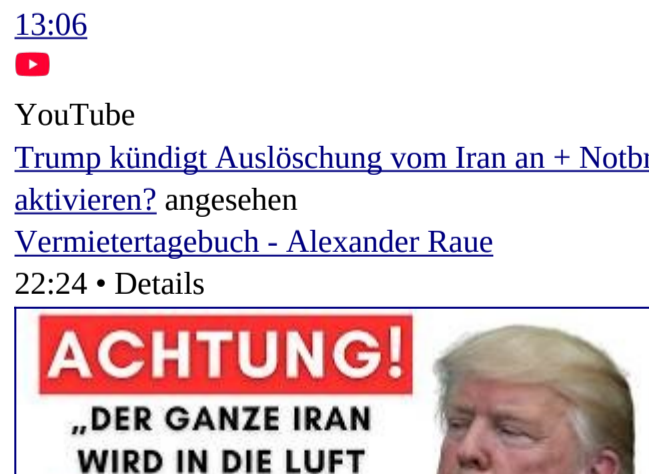 13:06
YouTube
Trump kündigt Auslöschung vom Iran an +
aktivieren? angesehen
Vermietertagebuch - Alexander Raue
22:24 • Details
ACHTUNG!
„DER GANZE IRAN
WIRD IN DIE LUFT